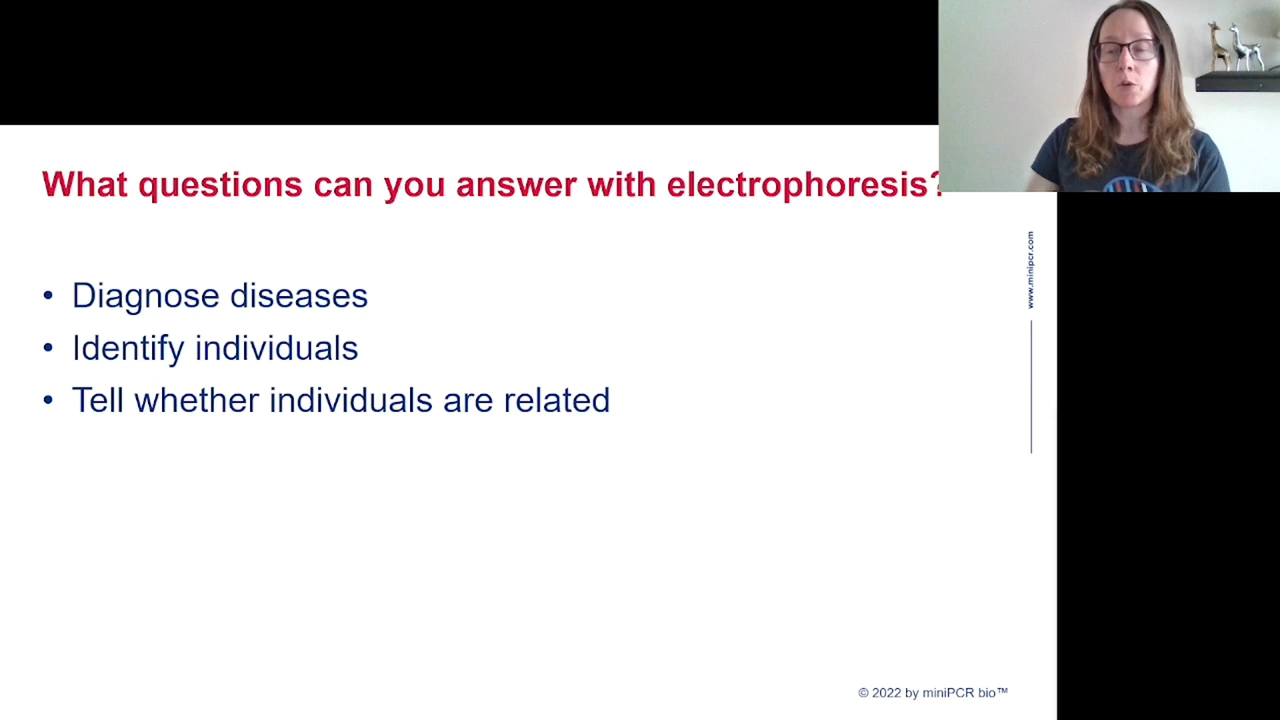 What questions can you answer with electrophoresis?
• Diagnose diseases
• Identify individuals
• Tell whether individuals are related
www.minipcr.com
© 2022 by miniPCR bio™